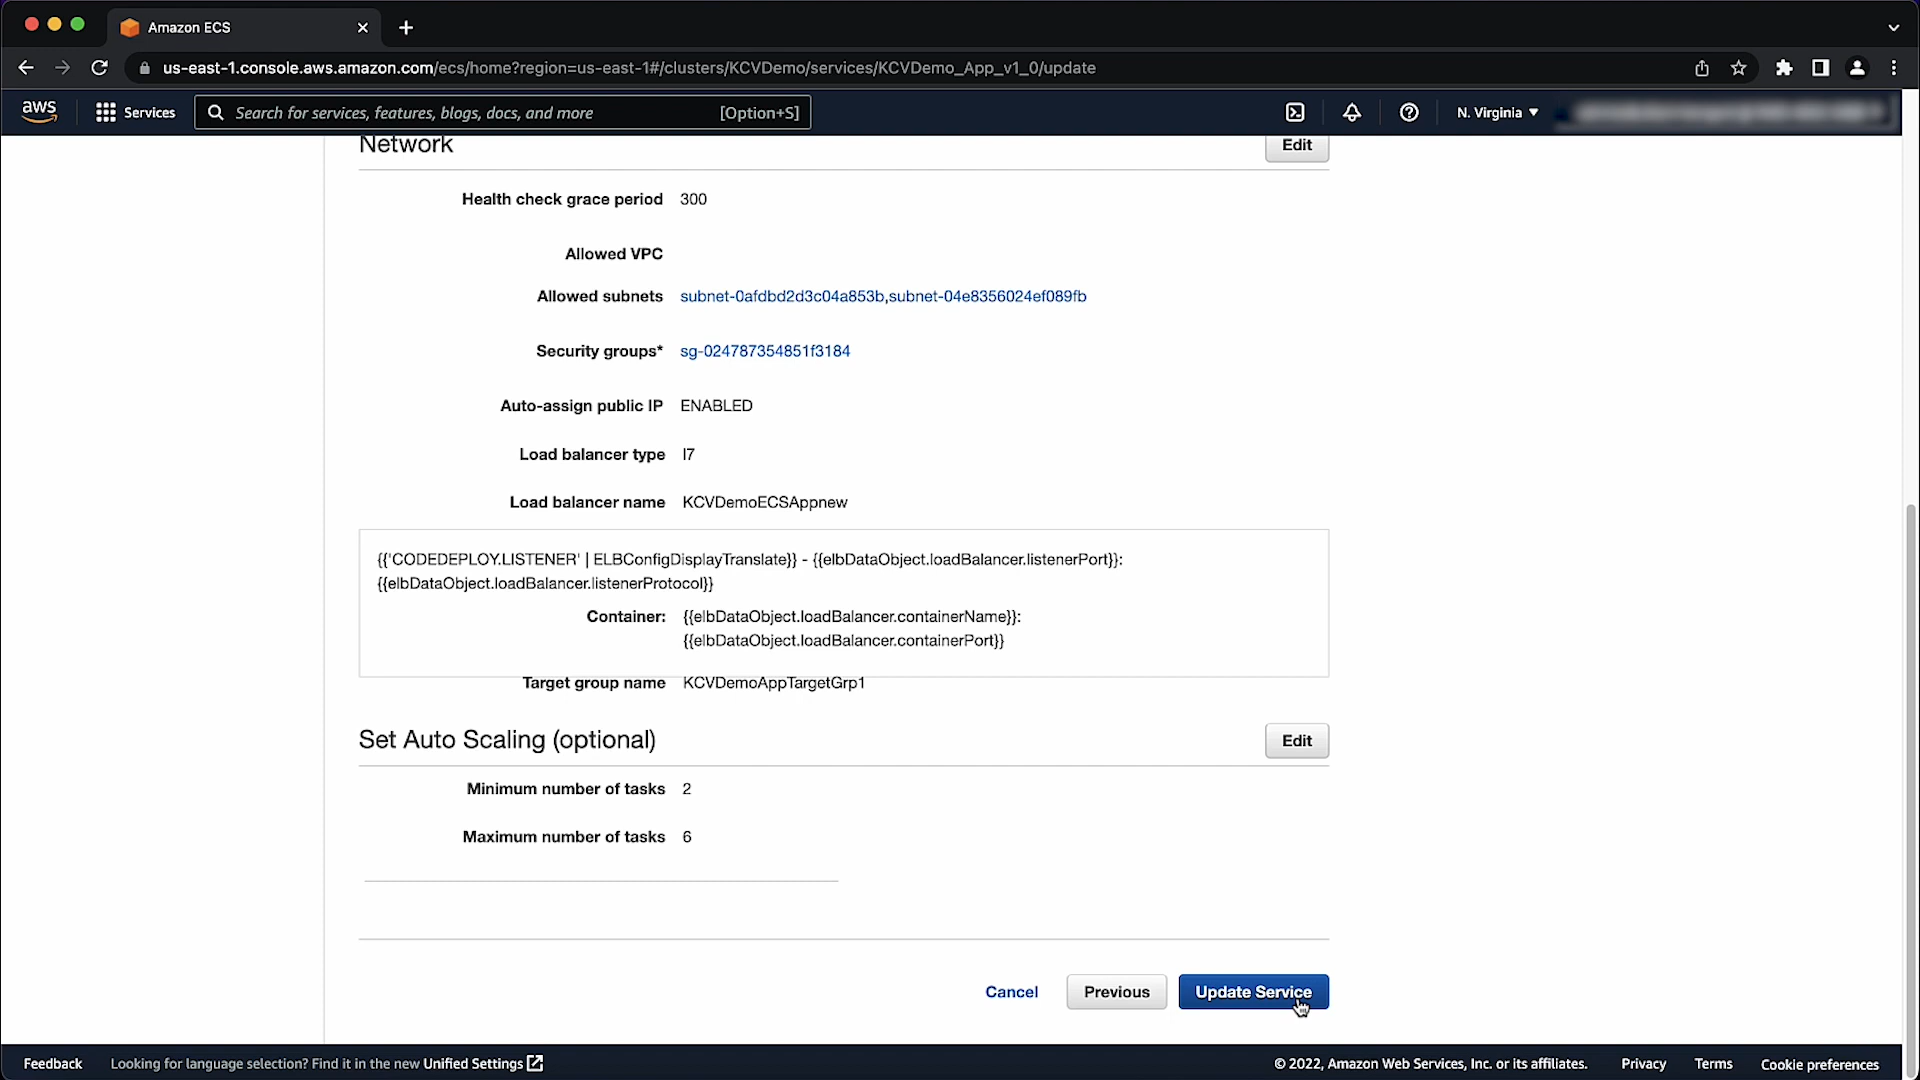 Amazon ECS
us-east-1.console.aws.amazon.com/ecs/home?region=us-east-1#/clusters/KCVDemo/services/KCVDemo_App_v1_0/update
aws
Services
Search for services, features, blogs, docs, and more
[Option+S]
N. Virginia
Network
Edit
Health check grace period 300
Allowed VPC
Allowed subnets subnet-0afdbd2d3c04a853b,subnet-04e8356024ef089fb
Security groups* sg-024787354851f3184
Auto-assign public IP ENABLED
Load balancer type l7
Load balancer name KCVDemoECSAppnew
{{'CODEDEPLOY.LISTENER' | ELBConfigDisplayTranslate}} - {{elbDataObject.loadBalancer.listenerPort}}:
{{elbDataObject.loadBalancer.listenerProtocol}}
Container: {{elbDataObject.loadBalancer.containerName}}:
{{elbDataObject.loadBalancer.containerPort}}
Target group name KCVDemoAppTargetGrp1
Set Auto Scaling (optional)
Edit
Minimum number of tasks 2
Maximum number of tasks 6
Cancel
Previous
Update Service
Feedback
Looking for language selection? Find it in the new Unified Settings
© 2022, Amazon Web Services, Inc. or its affiliates.
Privacy
Terms
Cookie preferences